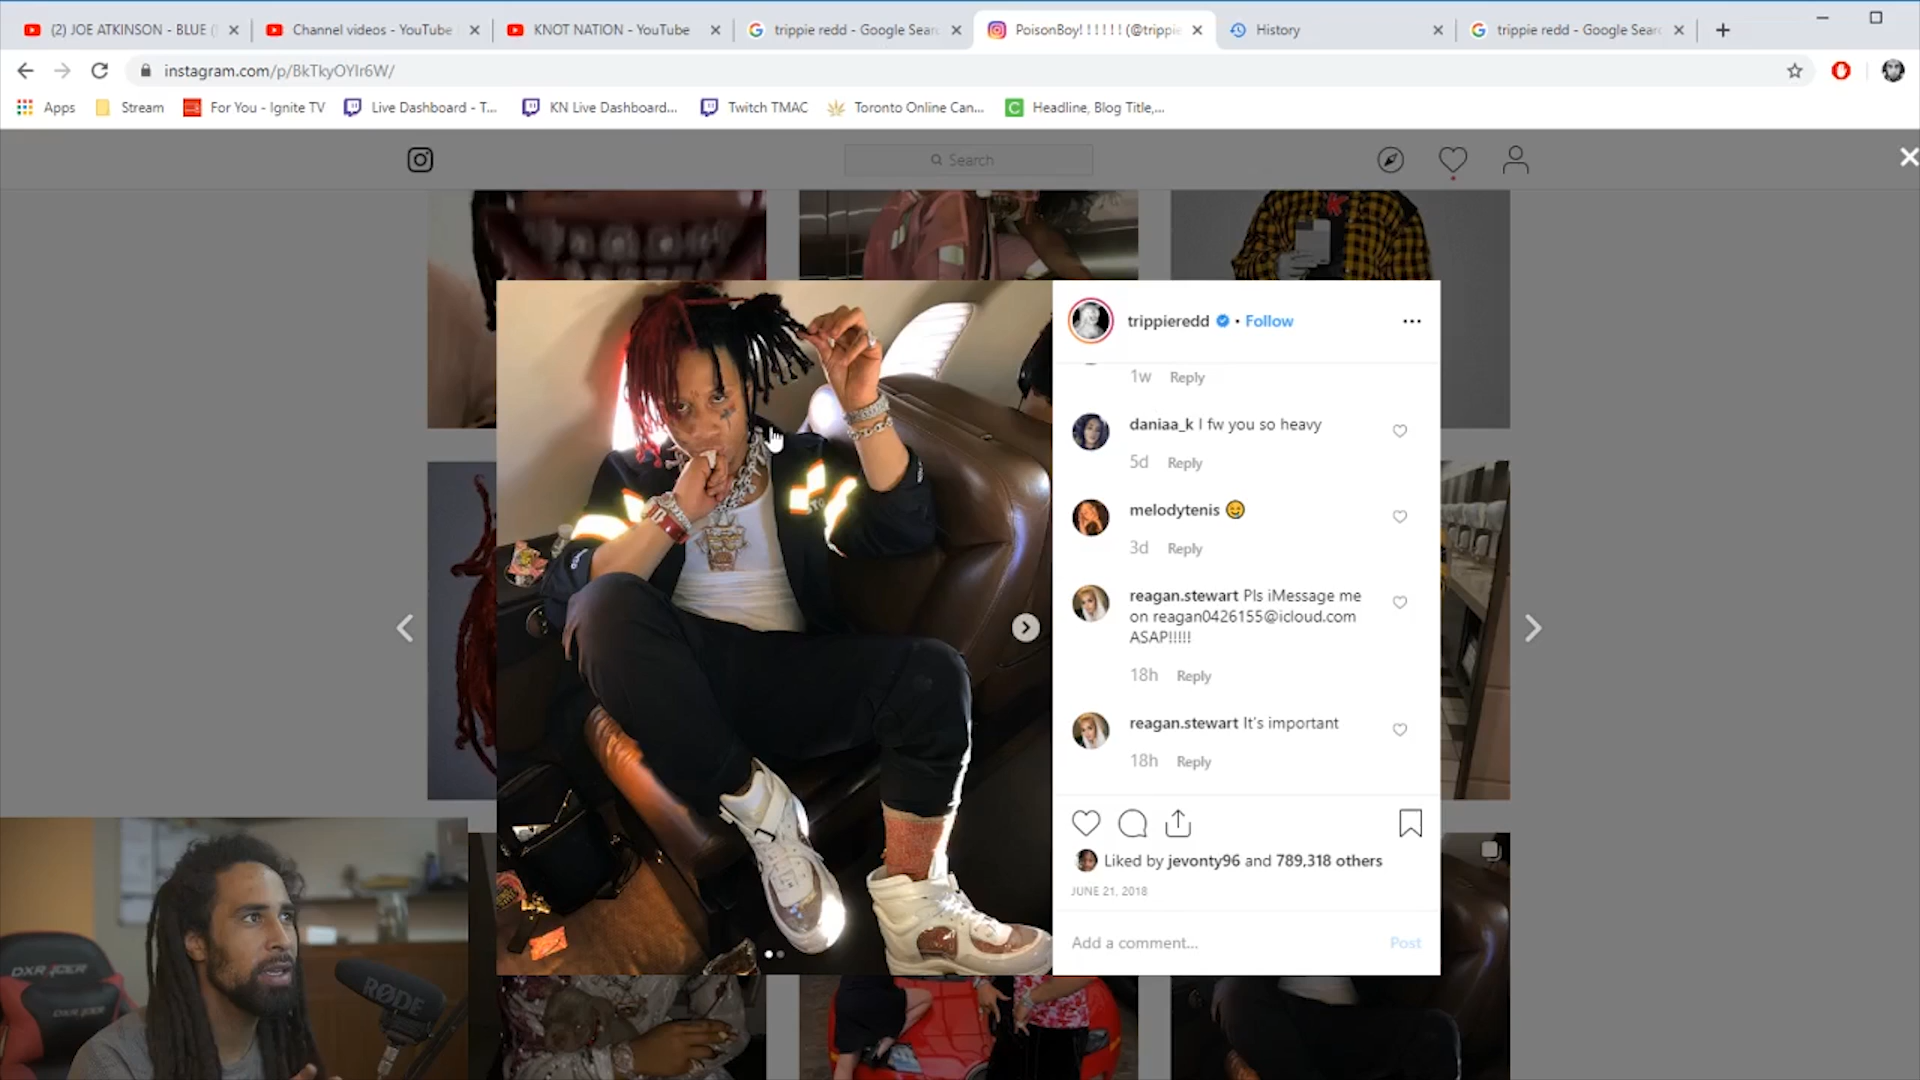 (2) JOE ATKINSON - BLUE (
Channel videos - YouTube
KNOT NATION - YouTube
trippie redd - Google Sear
PoisonBoy! ! ! ! ! ! (@trippie
History
trippie redd - Google Sear
instagram.com/p/BkTkyOYIr6W/
Apps
Stream
For You - Ignite TV
Live Dashboard - T...
KN Live Dashboard...
Twitch TMAC
Toronto Online Can...
Headline, Blog Title,...
Search
trippieredd • Follow
1w Reply
daniaa_k I fw you so heavy
5d Reply
melodytenis
3d Reply
reagan.stewart Pls iMessage me
on reagan0426155@icloud.com
ASAP!!!!!
18h Reply
reagan.stewart It's important
18h Reply
Liked by jevonty96 and 789,318 others
JUNE 21, 2018
Add a comment...
Post
RØDE